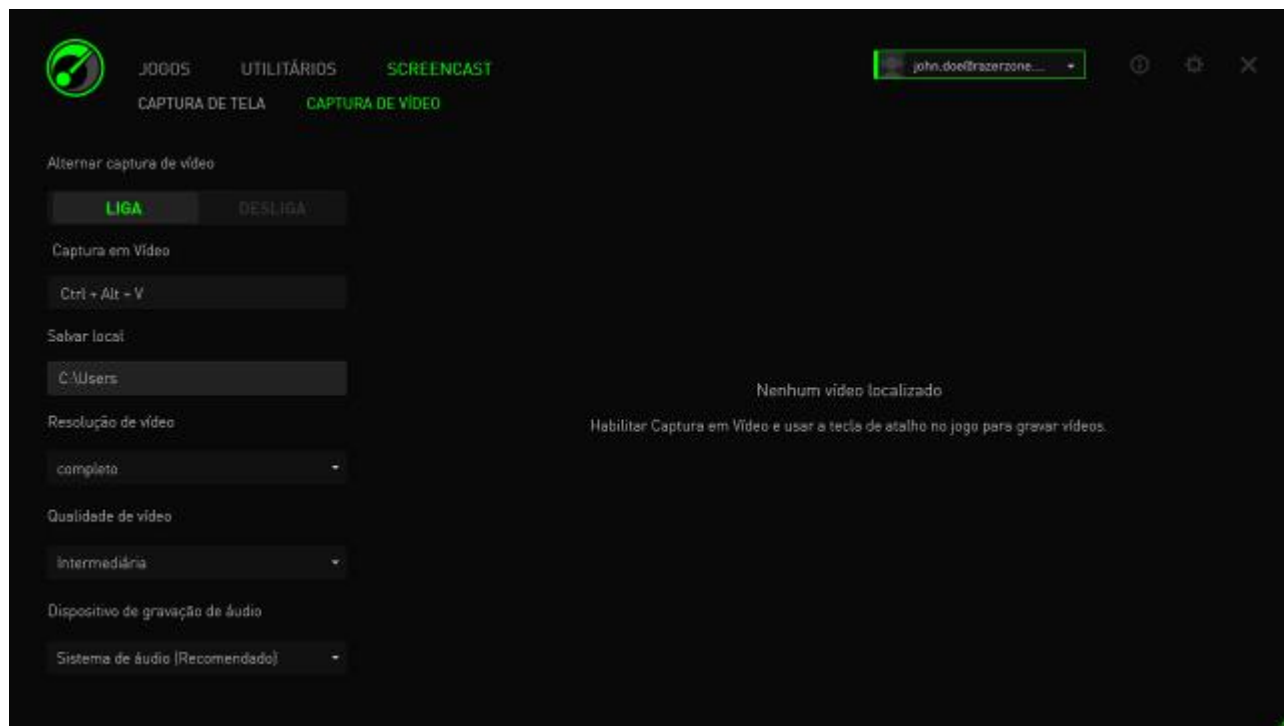 JOGOS UTILITÁRIOS SCREENCAST
john.doe@razerzone....
CAPTURA DE TELA CAPTURA DE VÍDEO
Alternar captura de vídeo
LIGA DESLIGA
Captura em Vídeo
Ctrl + Alt + V
Salvar local
C:\Users
Resolução de vídeo
completo
Qualidade de vídeo
Intermediária
Dispositivo de gravação de áudio
Sistema de áudio (Recomendado)
Nenhum vídeo localizado
Habilitar Captura em Vídeo e usar a tecla de atalho no jogo para gravar vídeos.